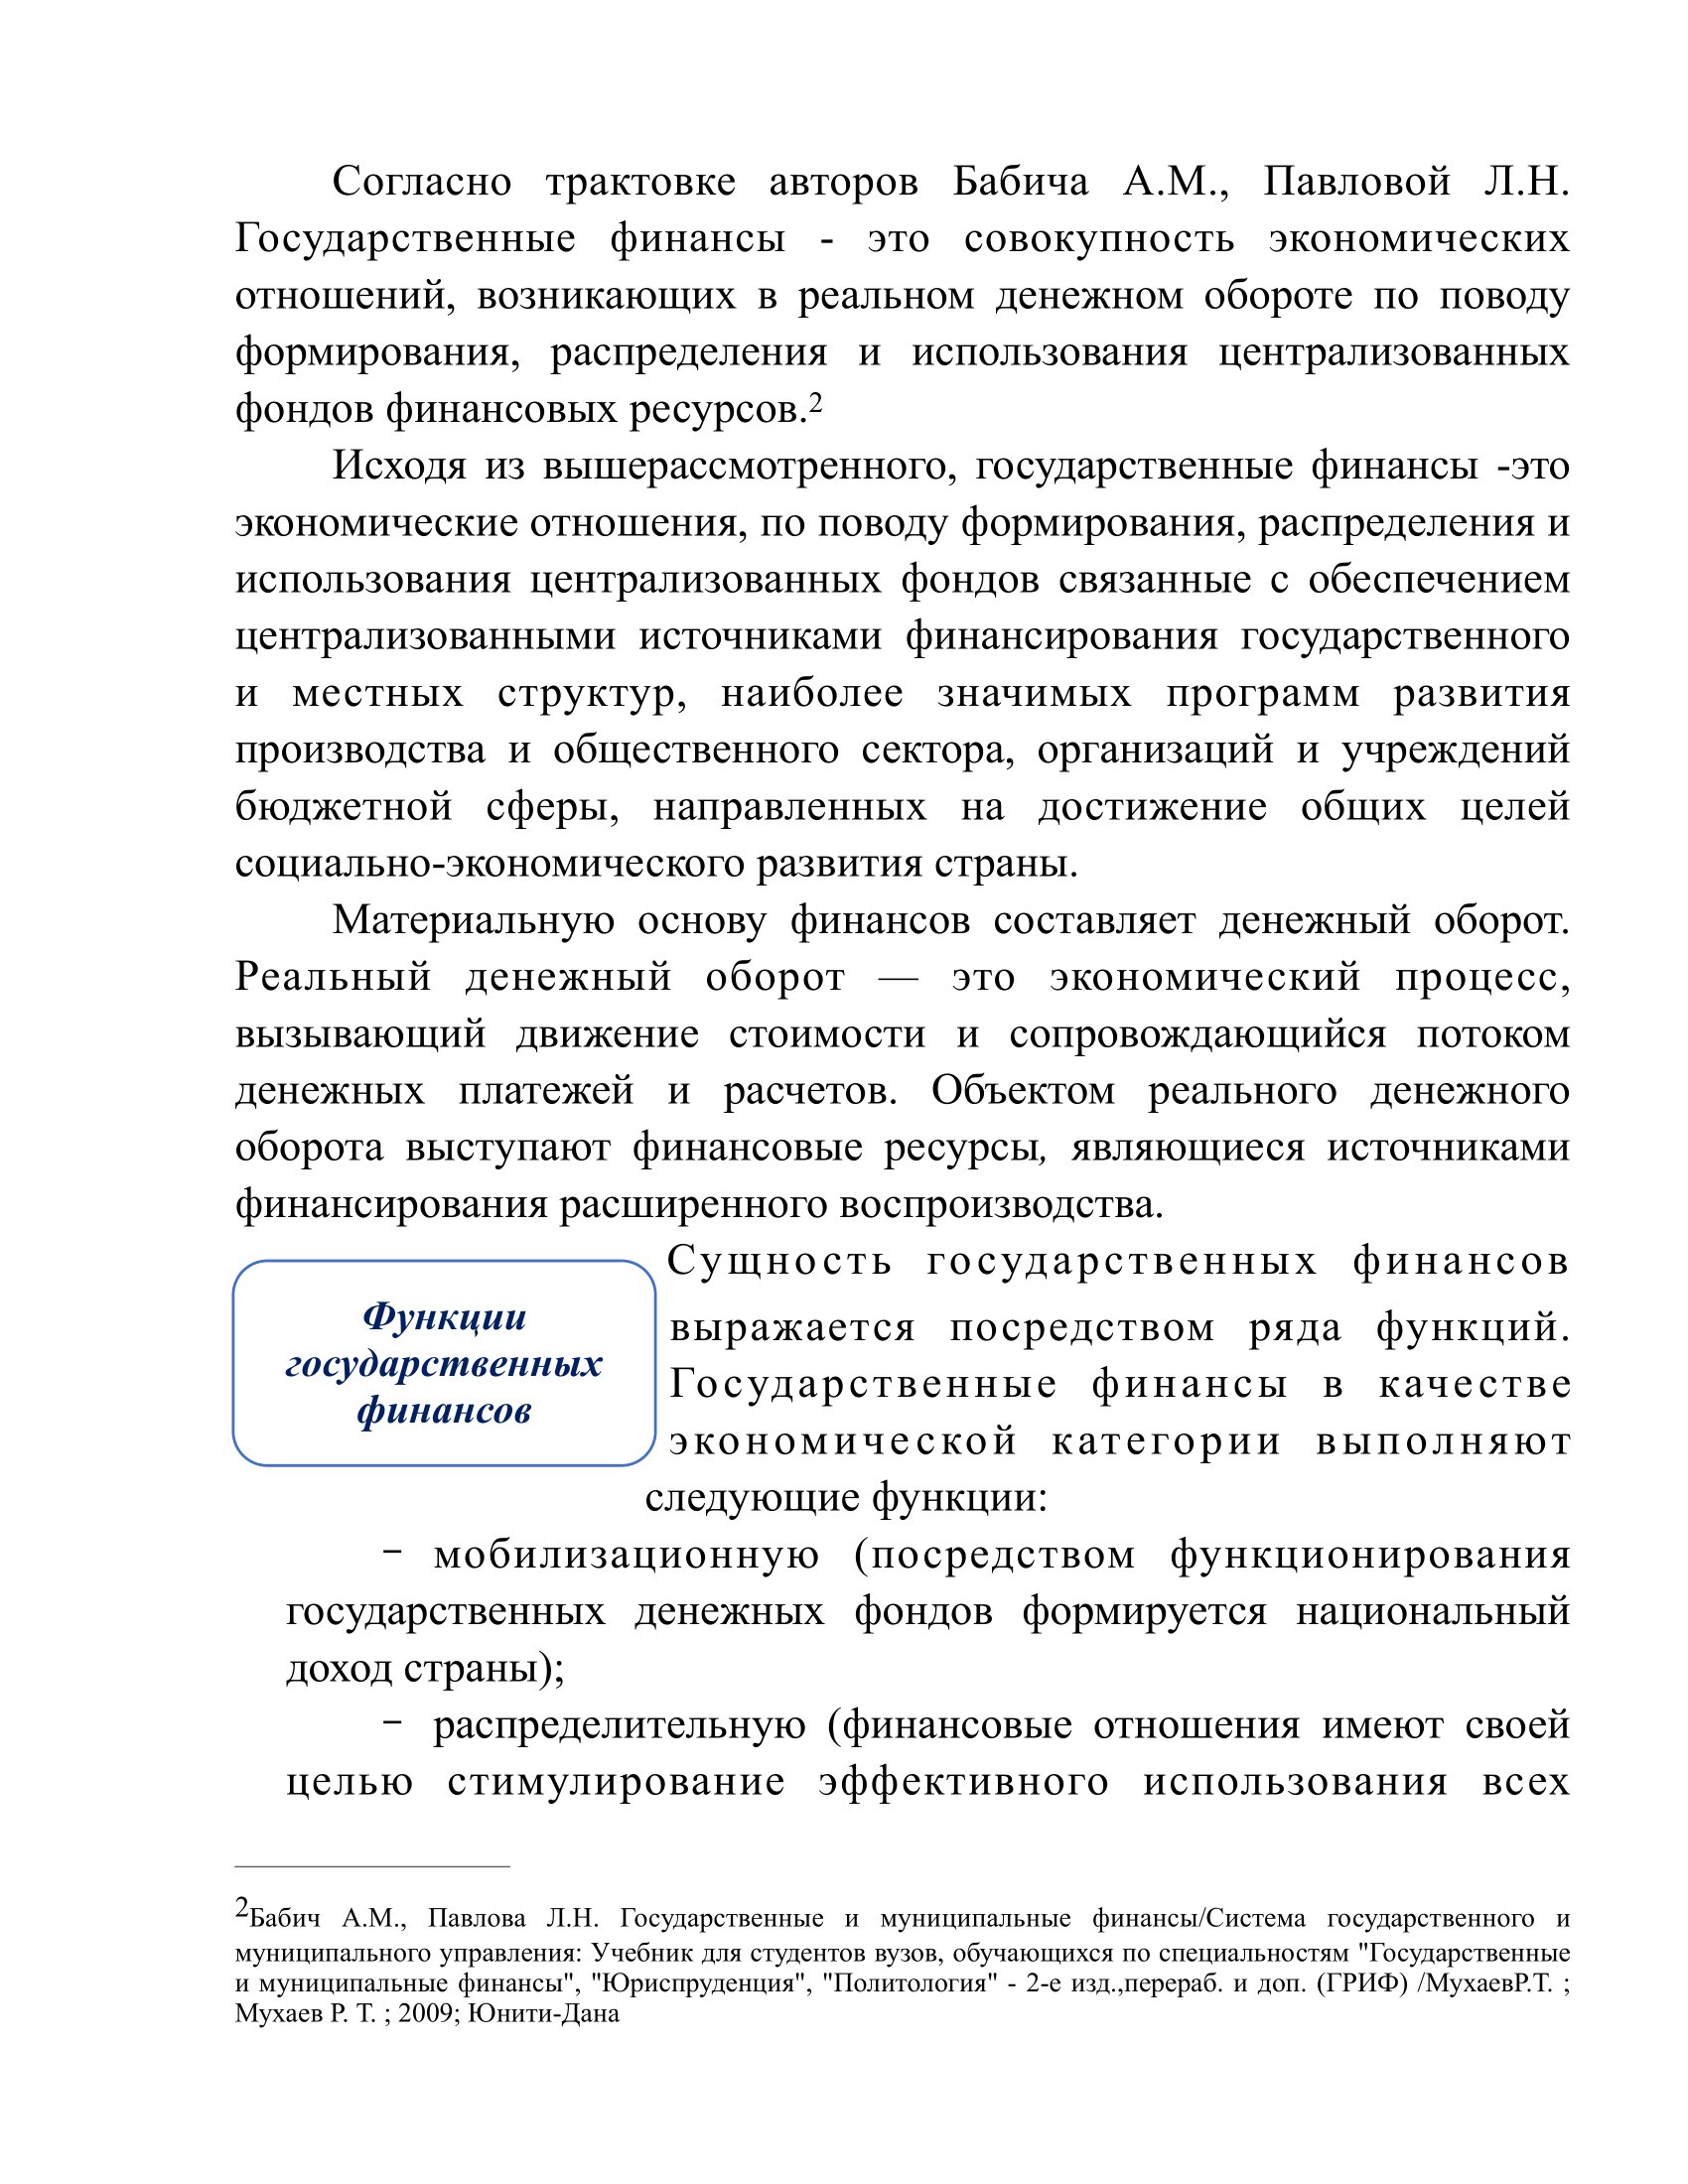 Согласно трактовке авторов Бабича А.М., Павловой Л.Н.
Государственные финансы - это совокупность экономических
отношений, возникающих в реальном денежном обороте по поводу
формирования, распределения и использования централизованных
фондов финансовых ресурсов.2
Исходя из вышерассмотренного, государственные финансы -это
экономические отношения, по поводу формирования, распределения и
использования централизованных фондов связанные с обеспечением
централизованными источниками финансирования государственного
и местных структур, наиболее значимых программ развития
производства и общественного сектора, организаций и учреждений
бюджетной сферы, направленных на достижение общих целей
социально-экономического развития страны.
Материальную основу финансов составляет денежный оборот.
Реальный денежный оборот — это экономический процесс,
вызывающий движение стоимости и сопровождающийся потоком
денежных платежей и расчетов. Объектом реального денежного
оборота выступают финансовые ресурсы, являющиеся источниками
финансирования расширенного воспроизводства.
Функции
государственных
финансов
Сущность государственных финансов
выражается посредством ряда функций.
Государственные финансы в качестве
экономической категории выполняют
следующие функции:
− мобилизационную (посредством функционирования
государственных денежных фондов формируется национальный
доход страны);
− распределительную (финансовые отношения имеют своей
целью стимулирование эффективного использования всех
2Бабич А.М., Павлова Л.Н. Государственные и муниципальные финансы/Система государственного и
муниципального управления: Учебник для студентов вузов, обучающихся по специальностям "Государственные
и муниципальные финансы", "Юриспруденция", "Политология" - 2-е изд.,перераб. и доп. (ГРИФ) /МухаевР.Т. ;
Мухаев Р. Т. ; 2009; Юнити-Дана